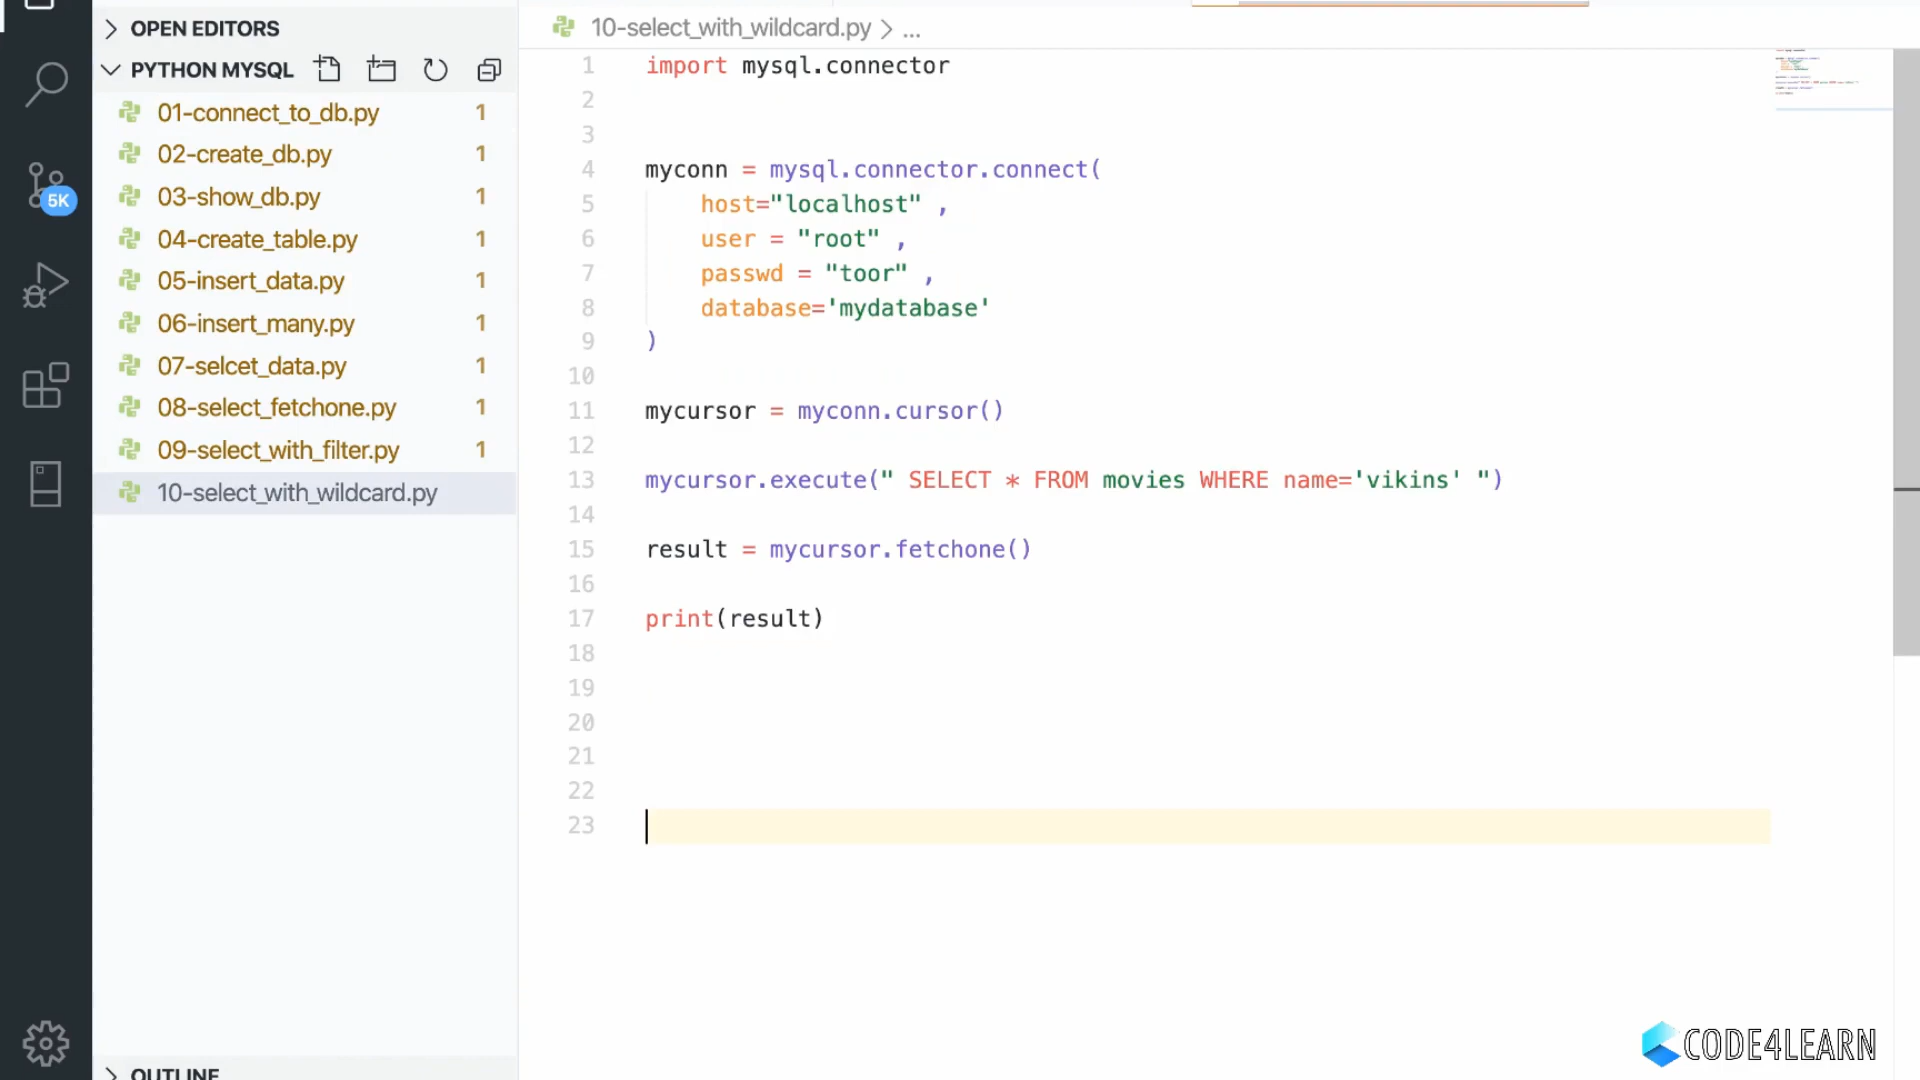 OPEN EDITORS
PYTHON MYSQL
01-connect_to_db.py 1
02-create_db.py 1
03-show_db.py 1
04-create_table.py 1
05-insert_data.py 1
06-insert_many.py 1
07-selcet_data.py 1
08-select_fetchone.py 1
09-select_with_filter.py 1
10-select_with_wildcard.py
OUTLINE
5K
10-select_with_wildcard.py > ...
1 import mysql.connector
2
3
4 myconn = mysql.connector.connect(
5 host="localhost" ,
6 user = "root" ,
7 passwd = "toor" ,
8 database='mydatabase'
9 )
10
11 mycursor = myconn.cursor()
12
13 mycursor.execute(" SELECT * FROM movies WHERE name='vikins' ")
14
15 result = mycursor.fetchone()
16
17 print(result)
18
19
20
21
22
23
CODE4LEARN